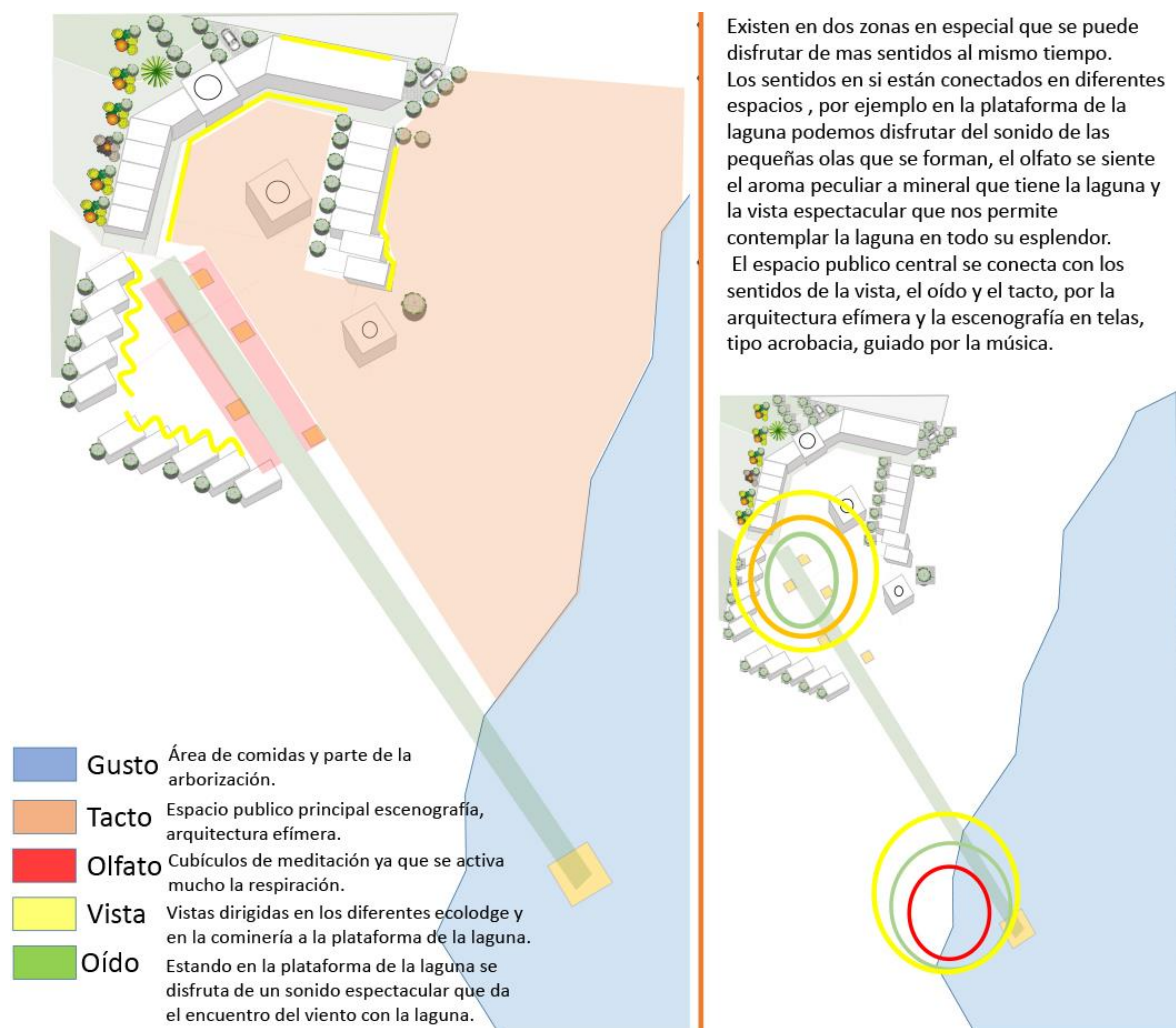 Existen en dos zonas en especial que se puede
disfrutar de mas sentidos al mismo tiempo.
Los sentidos en si están conectados en diferentes
espacios , por ejemplo en la plataforma de la
laguna podemos disfrutar del sonido de las
pequeñas olas que se forman, el olfato se siente
el aroma peculiar a mineral que tiene la laguna y
la vista espectacular que nos permite
contemplar la laguna en todo su esplendor.
El espacio publico central se conecta con los
sentidos de la vista, el oído y el tacto, por la
arquitectura efímera y la escenografía en telas,
tipo acrobacia, guiado por la música.
Gusto
Área de comidas y parte de la
arborización.
Tacto
Espacio publico principal escenografía,
arquitectura efímera.
Olfato
Cubículos de meditación ya que se activa
mucho la respiración.
Vista
Vistas dirigidas en los diferentes ecolodge y
en la cominería a la plataforma de la laguna.
Oído
Estando en la plataforma de la laguna se
disfruta de un sonido espectacular que da
el encuentro del viento con la laguna.